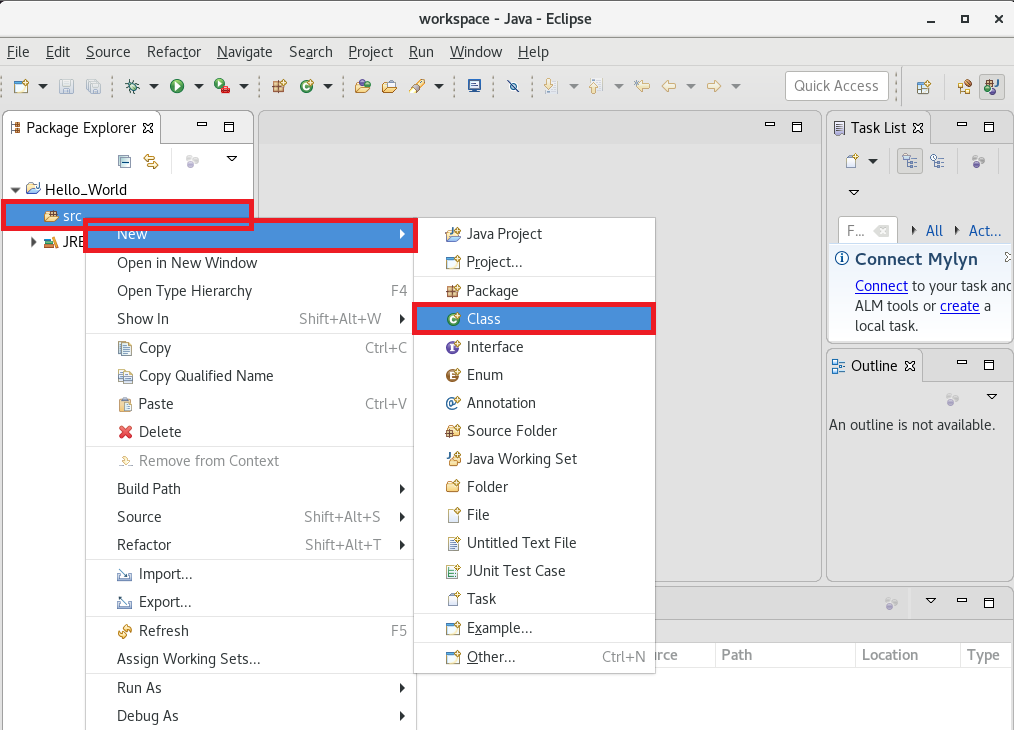 workspace - Java - Eclipse
File Edit Source Refactor Navigate Search Project Run Window Help
Quick Access
Package Explorer
Task List
Hello_World
src
JRE
New
Open in New Window
Open Type Hierarchy F4
Show In Shift+Alt+W
Copy Ctrl+C
Copy Qualified Name
Paste Ctrl+V
Delete
Remove from Context
Build Path
Source Shift+Alt+S
Refactor Shift+Alt+T
Import...
Export...
Refresh F5
Assign Working Sets...
Run As
Debug As
Java Project
Project...
Package
Class
Interface
Enum
Annotation
Source Folder
Java Working Set
Folder
File
Untitled Text File
JUnit Test Case
Task
Example...
Other... Ctrl+N
F... All Act...
Connect Mylyn
Connect to your task and
ALM tools or create a
local task.
Outline
An outline is not available.
urce Path Location Type